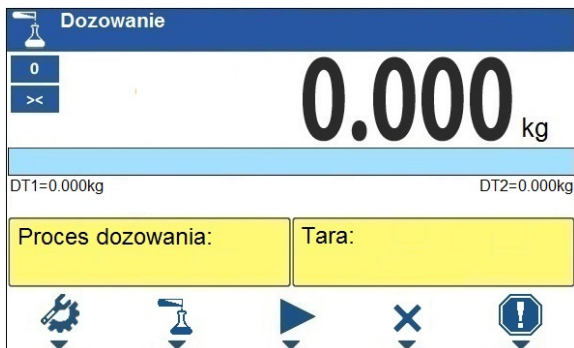 Dozowanie
0
><
0.000 kg
DT1=0.000kg DT2=0.000kg
Proces dozowania: Tara: